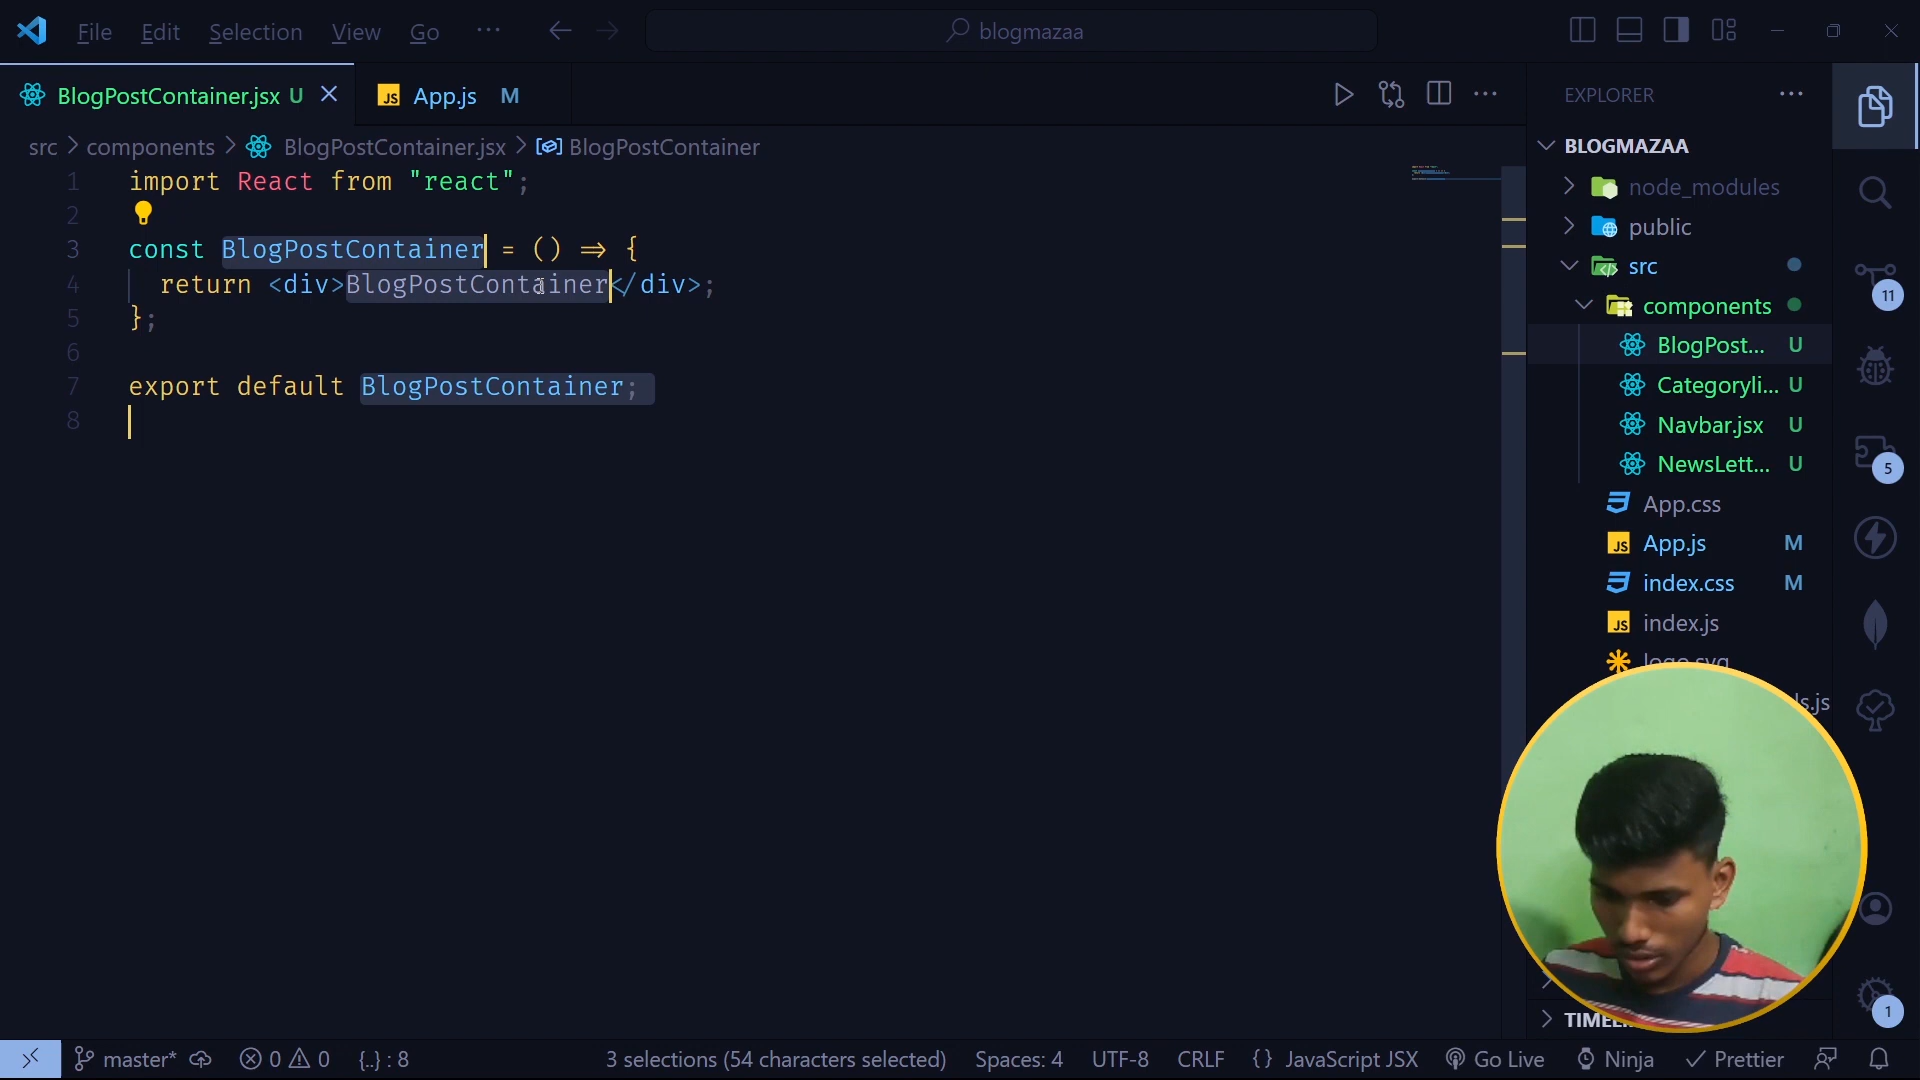 File Edit Selection View Go ··· blogmazaa
BlogPostContainer.jsx U App.js M
src > components > BlogPostContainer.jsx > BlogPostContainer
1 import React from "react";
2
3 const BlogPostContainer = () => {
4 return <div>BlogPostContainer</div>;
5 };
6
7 export default BlogPostContainer;
8
EXPLORER
BLOGMAZAA
node_modules
public
src
components
BlogPost... U
Categoryli... U
Navbar.jsx U
NewsLett... U
App.css
App.js M
index.css M
index.js
logo.svg
ls.js
11
5
1
master* 0 0 {..} : 8 3 selections (54 characters selected) Spaces: 4 UTF-8 CRLF {} JavaScript JSX Go Live Ninja Prettier